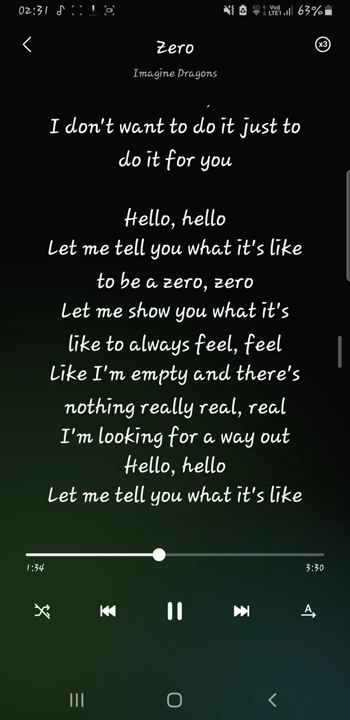 02:31
VoD
LTE1
63%
Zero
x3
Imagine Dragons
I don't want to do it just to
do it for you
Hello, hello
Let me tell you what it's like
to be a zero, zero
Let me show you what it's
like to always feel, feel
Like I'm empty and there's
nothing really real, real
I'm looking for a way out
Hello, hello
Let me tell you what it's like
1:34
3:30
A